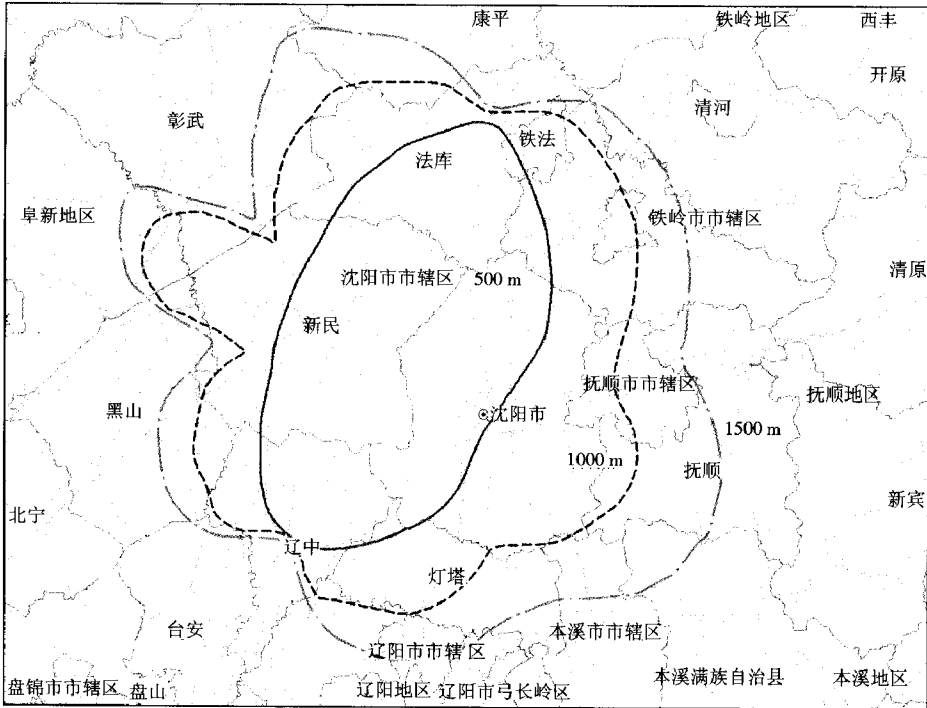 康平
铁岭地区
西丰
开原
彰武
清河
铁法
法库
阜新地区
铁岭市市辖区
清原
沈阳市市辖区
500 m
新民
抚顺市市辖区
抚顺地区
黑山
沈阳市
1500 m
1000 m
抚顺
新宾
北宁
辽中
灯塔
台安
本溪市市辖区
辽阳市市辖区
盘锦市市辖区
盘山
辽阳地区
辽阳市弓长岭区
本溪满族自治县
本溪地区